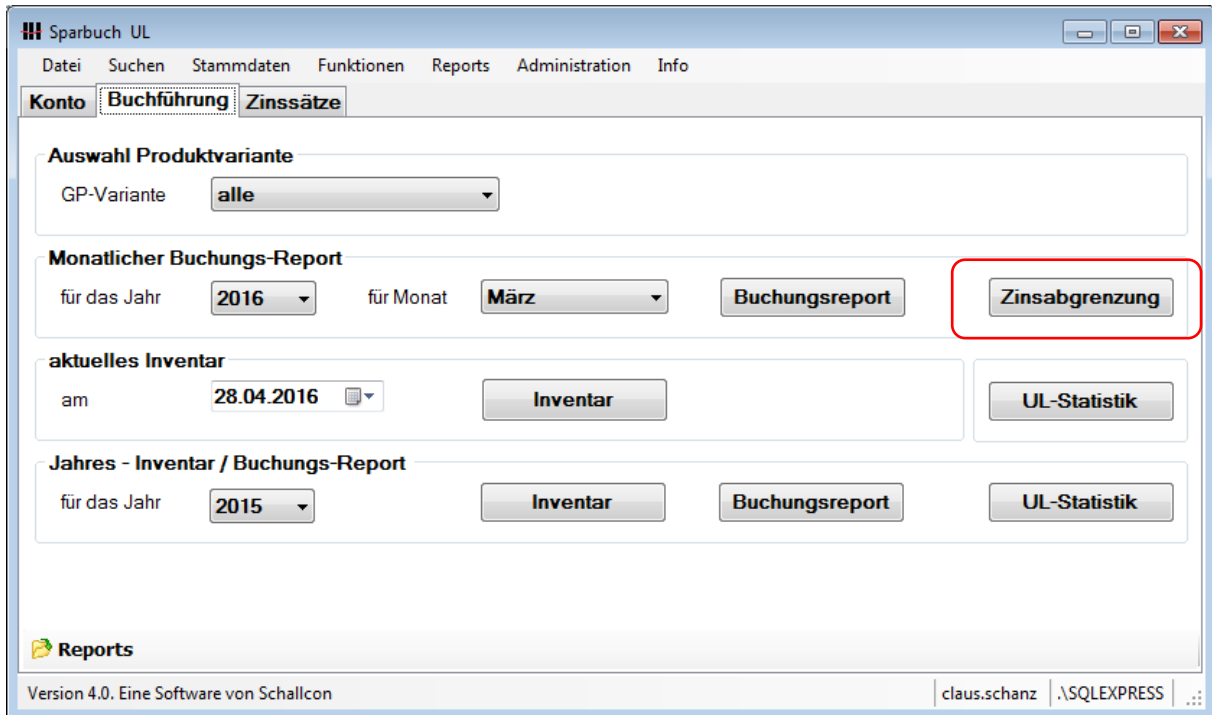 Sparbuch UL
Datei Suchen Stammdaten Funktionen Reports Administration Info
Konto Buchführung Zinssätze
Auswahl Produktvariante
GP-Variante alle
Monatlicher Buchungs-Report
für das Jahr 2016 für Monat März Buchungsreport Zinsabgrenzung
aktuelles Inventar
am 28.04.2016 Inventar UL-Statistik
Jahres - Inventar / Buchungs-Report
für das Jahr 2015 Inventar Buchungsreport UL-Statistik
Reports
Version 4.0. Eine Software von Schallcon claus.schanz .\SQLEXPRESS